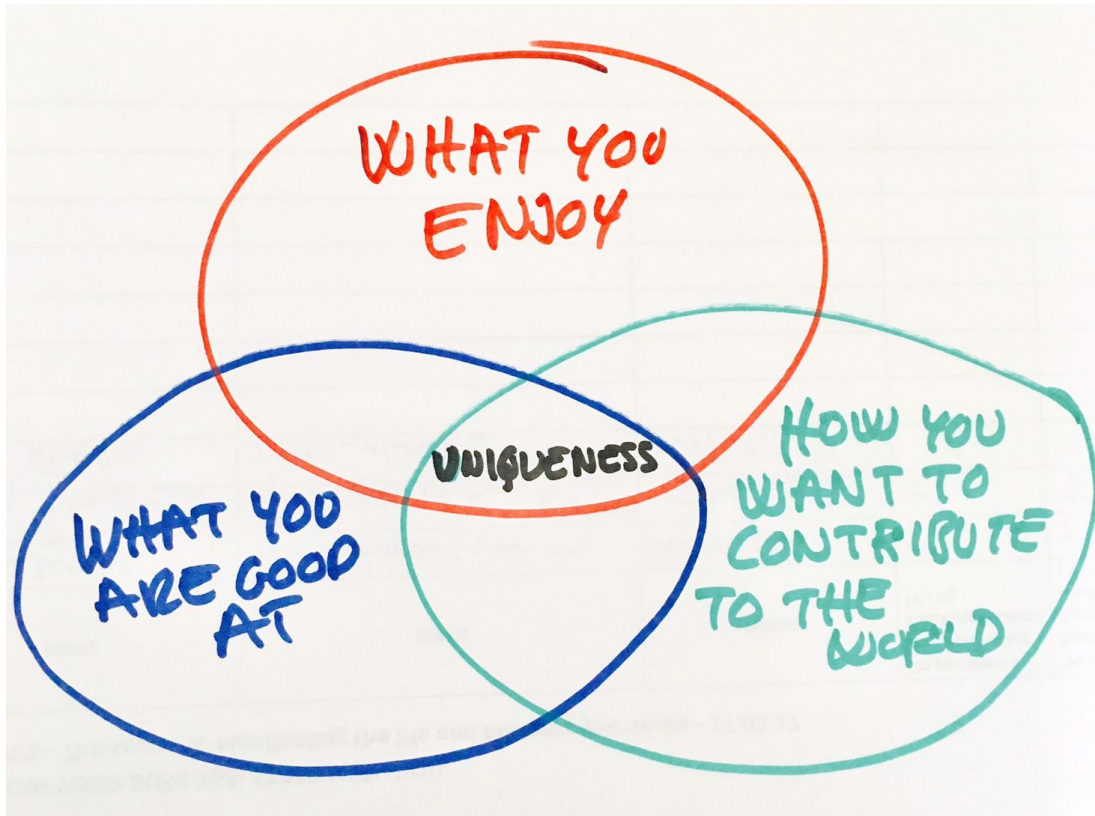 WHAT YOU
ENJOY
UNIQUENESS
WHAT YOU
ARE GOOD
AT
HOW YOU
WANT TO
CONTRIBUTE
TO THE
WORLD